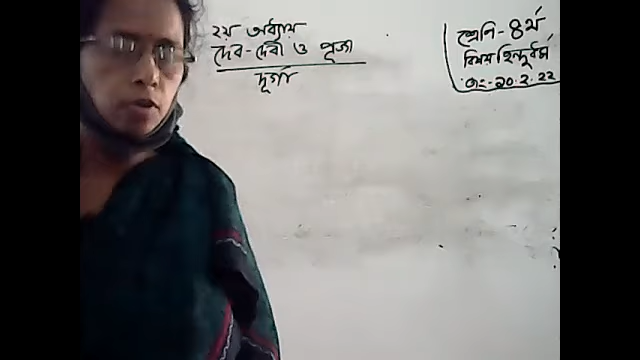 ২য় অধ্যায়
দেব-দেবী ও পূজা
দূর্গা
শ্রেণি-৪র্থ
বিষয় হিন্দুধর্ম
তাং-২০.২.২২